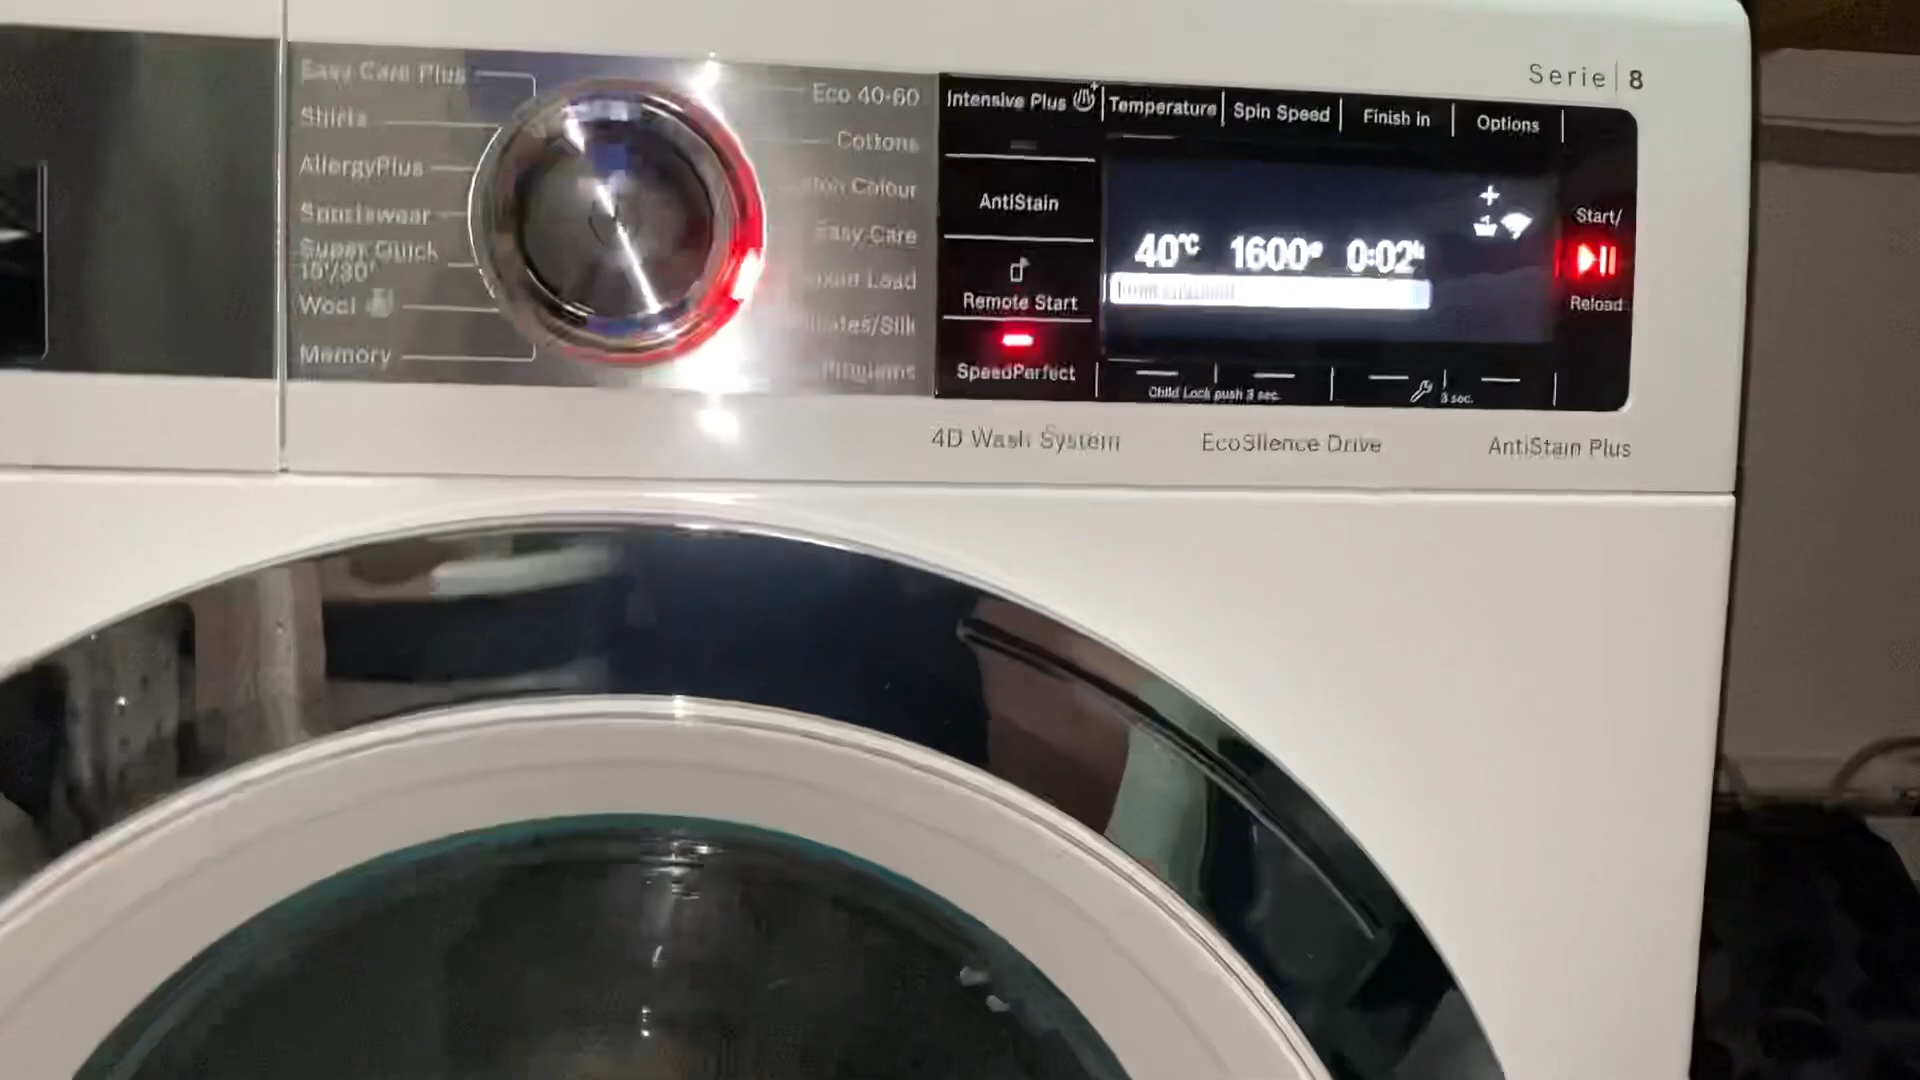 Easy Care Plus
Shirts
AllergyPlus
Sportswear
Super Quick
15'/30'
Wool
Memory
Eco 40-60
Cottons
Colour
Easy Care
Load
/Silk
Intensive Plus
AntiStain
Remote Start
SpeedPerfect
Temperature
Spin Speed
Finish in
Options
40°C 1600 0:02h
Child Lock push 3 sec.
3 sec.
Start/
Reload
Serie 8
4D Wash System
EcoSilence Drive
AntiStain Plus